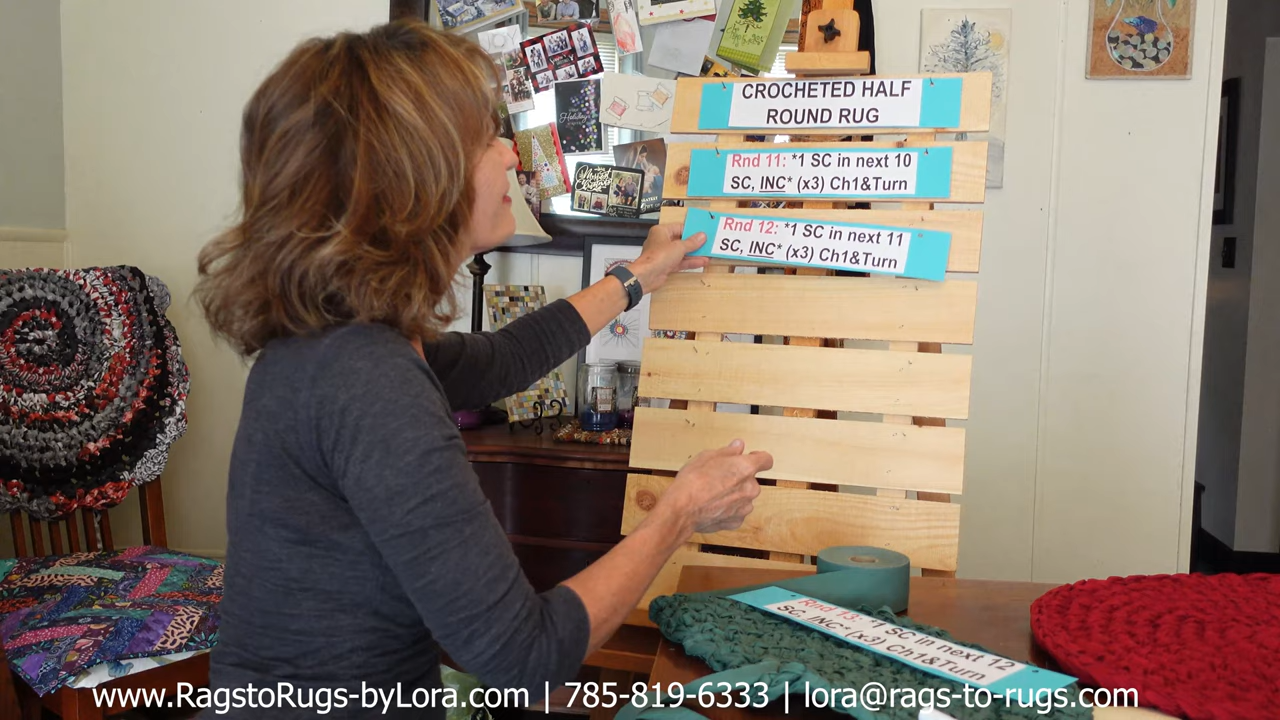 CROCHETED HALF
ROUND RUG
Rnd 11: *1 SC in next 10
SC, INC* (x3) Ch1&Turn
Rnd 12: *1 SC in next 11
SC, INC* (x3) Ch1&Turn
Rnd 13: *1 SC in next 12
SC, INC* (x3) Ch1&Turn
www.RagstoRugs-byLora.com | 785-819-6333 | lora@rags-to-rugs.com